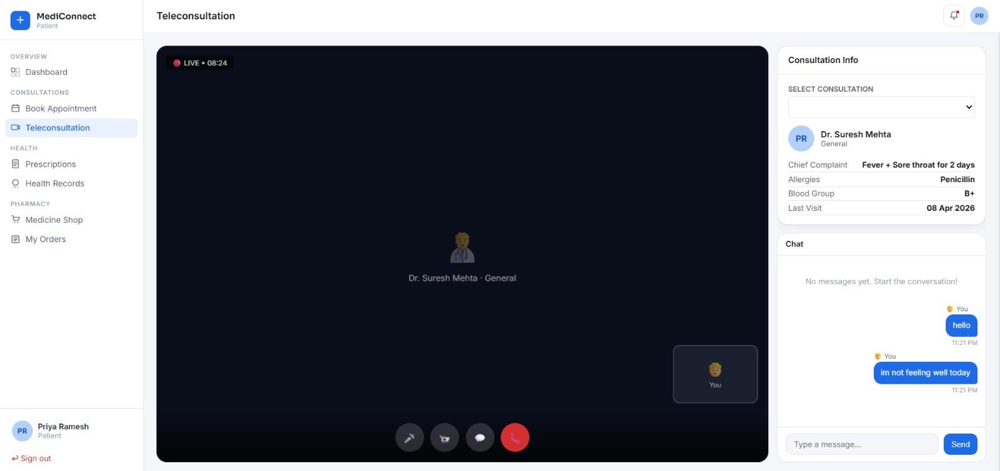 MediConnect
Patient
OVERVIEW
Dashboard
CONSULTATIONS
Book Appointment
Teleconsultation
HEALTH
Prescriptions
Health Records
PHARMACY
Medicine Shop
My Orders
PR
Priya Ramesh
Patient
↩ Sign out
Teleconsultation
PR
LIVE • 08:24
Dr. Suresh Mehta · General
You
Consultation Info
SELECT CONSULTATION
PR
Dr. Suresh Mehta
General
Chief Complaint Fever + Sore throat for 2 days
Allergies Penicillin
Blood Group B+
Last Visit 08 Apr 2026
Chat
No messages yet. Start the conversation!
You
hello
11:21 PM
You
im not feeling well today
11:21 PM
Type a message...
Send